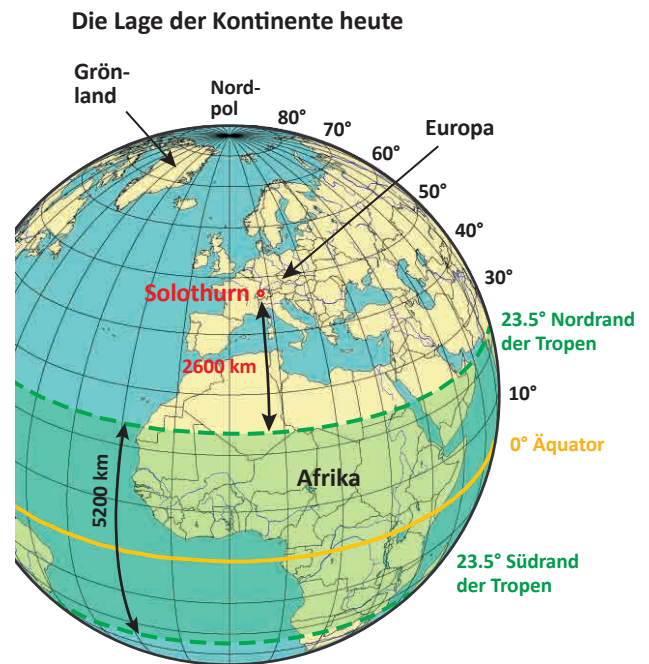 Die Lage der Kontinente heute
Grön-
land
Nord-
pol
80°
70°
Europa
60°
50°
40°
30°
Solothurn
23.5° Nordrand
der Tropen
2600 km
10°
0° Äquator
Afrika
5200 km
23.5° Südrand
der Tropen